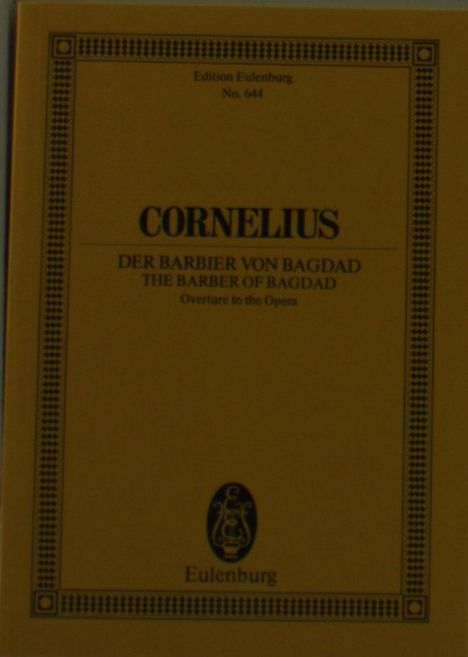 Edition Eulenburg
No. 644
CORNELIUS
DER BARBIER VON BAGDAD
THE BARBER OF BAGDAD
Overture to the Opera
Eulenburg